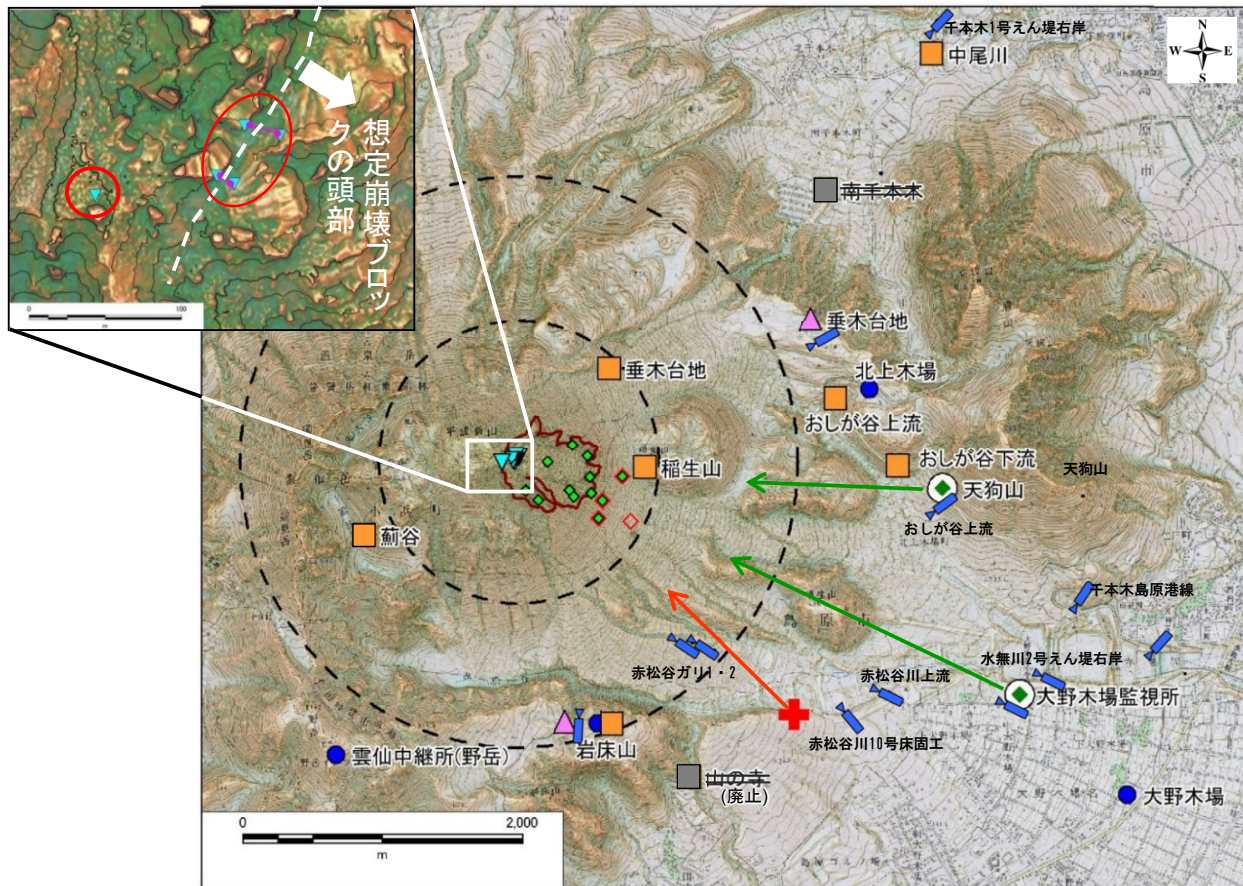 千本木1号えん堤右岸
中尾川
N
W
E
S
想定崩壊ブロッ
クの頭部
0
100
m
南千本木
垂木台地
垂木台地
北上木場
おしが谷上流
平成新山
稲生山
おしが谷下流
天狗山
天狗山
おしが谷上流
薊谷
千本木島原港線
赤松谷ガリ1・2
水無川2号えん堤右岸
赤松谷川上流
大野木場監視所
赤松谷川10号床固工
岩床山
雲仙中継所(野岳)
山の寺
(廃止)
大野木場
0
2,000
m